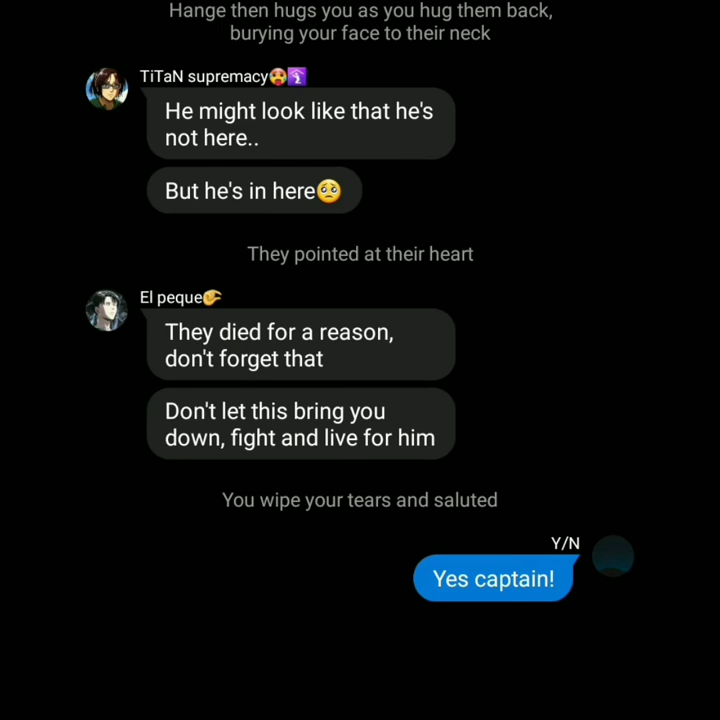 Hange then hugs you as you hug them back,
burying your face to their neck
TiTaN supremacy🥵🛐
He might look like that he's
not here..
But he's in here🥺
They pointed at their heart
El peque🤏
They died for a reason,
don't forget that
Don't let this bring you
down, fight and live for him
You wipe your tears and saluted
Y/N
Yes captain!